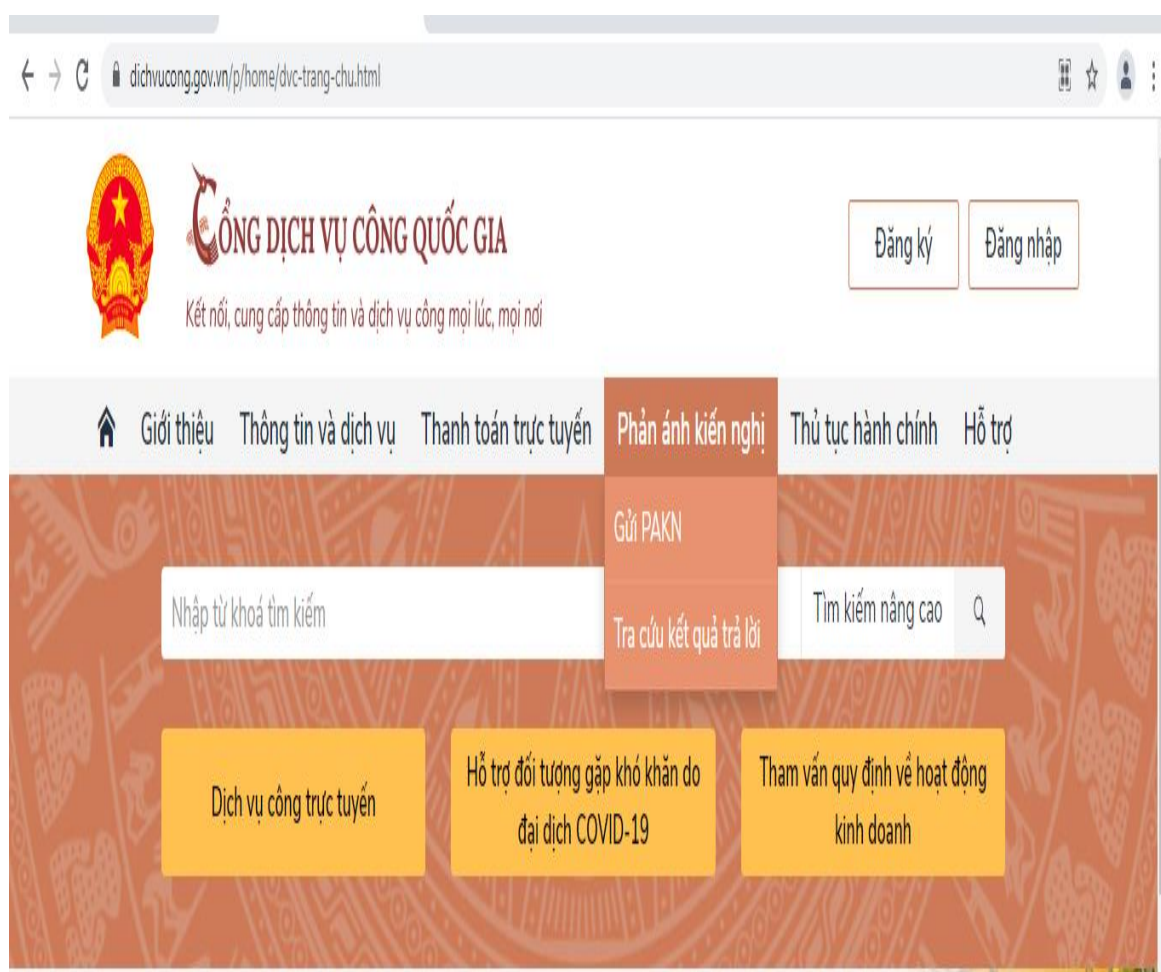 dichvucong.gov.vn/p/home/dvc-trang-chu.html
CỔNG DỊCH VỤ CÔNG QUỐC GIA
Kết nối, cung cấp thông tin và dịch vụ công mọi lúc, mọi nơi
Đăng ký
Đăng nhập
Giới thiệu
Thông tin và dịch vụ
Thanh toán trực tuyến
Phản ánh kiến nghị
Thủ tục hành chính
Hỗ trợ
Gửi PAKN
Tra cứu kết quả trả lời
Nhập từ khoá tìm kiếm
Tìm kiếm nâng cao
Dịch vụ công trực tuyến
Hỗ trợ đối tượng gặp khó khăn do
đại dịch COVID-19
Tham vấn quy định về hoạt động
kinh doanh